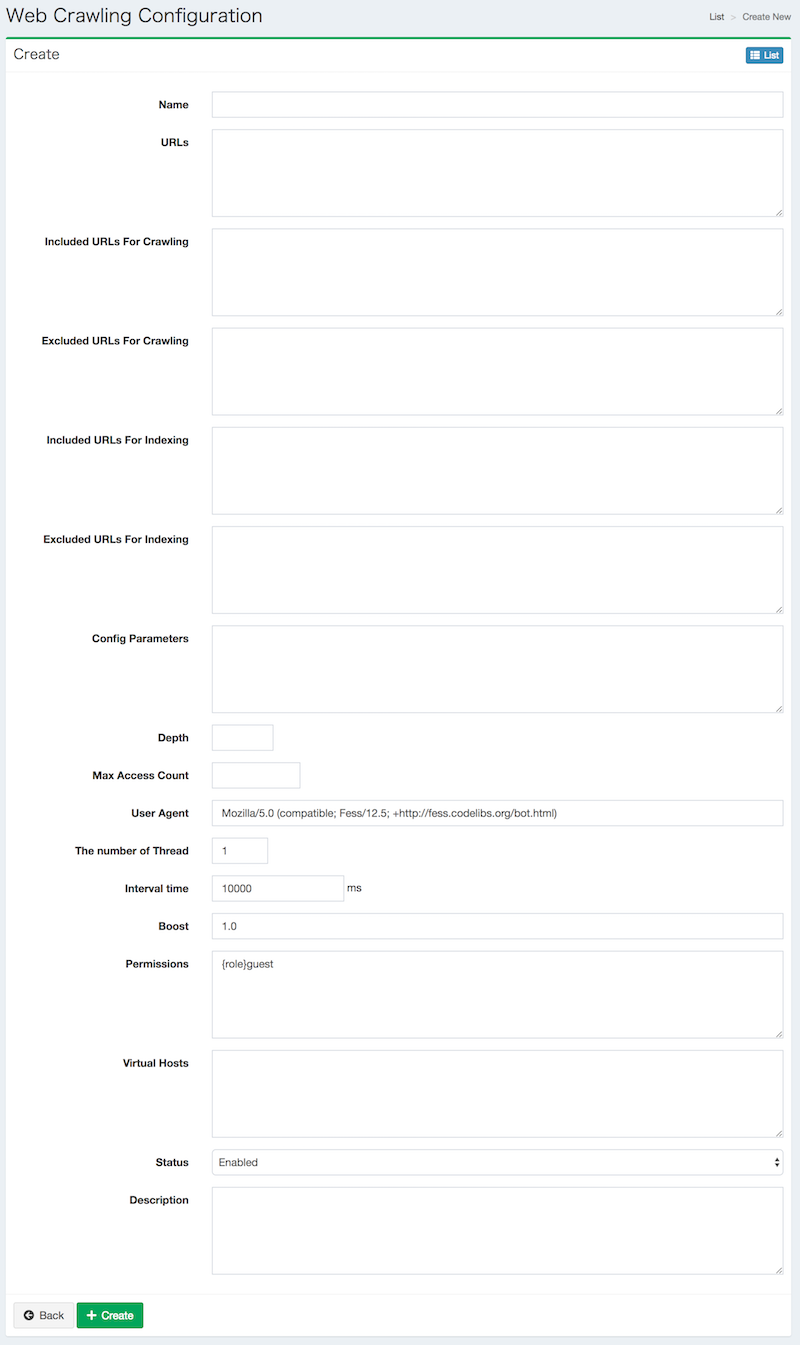 Web Crawling Configuration
List > Create New
Create
List
Name
URLs
Included URLs For Crawling
Excluded URLs For Crawling
Included URLs For Indexing
Excluded URLs For Indexing
Config Parameters
Depth
Max Access Count
User Agent Mozilla/5.0 (compatible; Fess/12.5; +http://fess.codelibs.org/bot.html)
The number of Thread 1
Interval time 10000 ms
Boost 1.0
Permissions {role}guest
Virtual Hosts
Status Enabled
Description
Back + Create